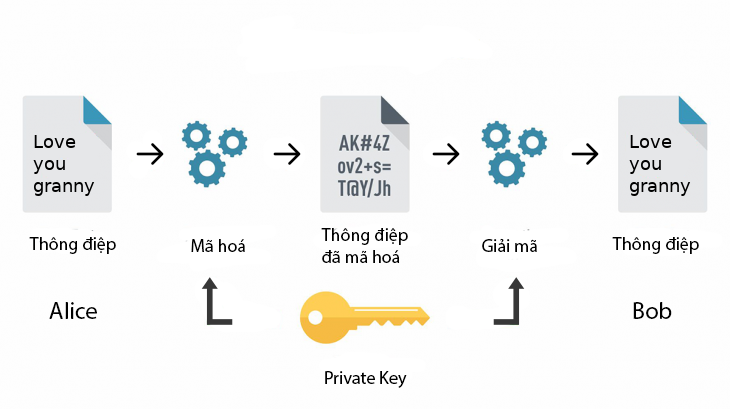 Love
you
granny
AK#4Z
ov2+s=
T@Y/Jh
Love
you
granny
Thông điệp
Mã hoá
Thông điệp
đã mã hoá
Giải mã
Thông điệp
Alice
Bob
Private Key